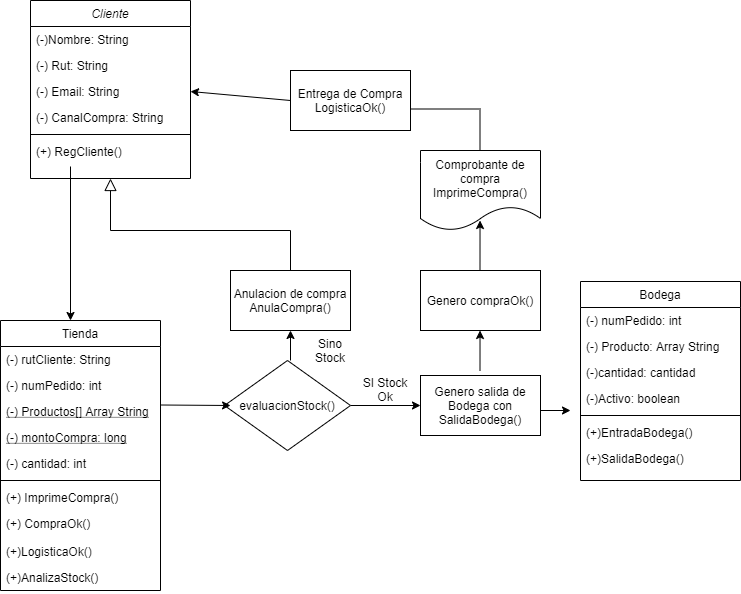 Cliente
(-)Nombre: String
(-) Rut: String
(-) Email: String
(-) CanalCompra: String
(+) RegCliente()
Entrega de Compra
LogisticaOk()
Comprobante de
compra
ImprimeCompra()
Anulacion de compra
AnulaCompra()
Genero compraOk()
Bodega
(-) numPedido: int
(-) Producto: Array String
(-)cantidad: cantidad
(-)Activo: boolean
(+)EntradaBodega()
(+)SalidaBodega()
Tienda
(-) rutCliente: String
(-) numPedido: int
(-) Productos[] Array String
(-) montoCompra: long
(-) cantidad: int
(+) ImprimeCompra()
(+) CompraOk()
(+)LogisticaOk()
(+)AnalizaStock()
Sino
Stock
evaluacionStock()
SI Stock
Ok
Genero salida de
Bodega con
SalidaBodega()